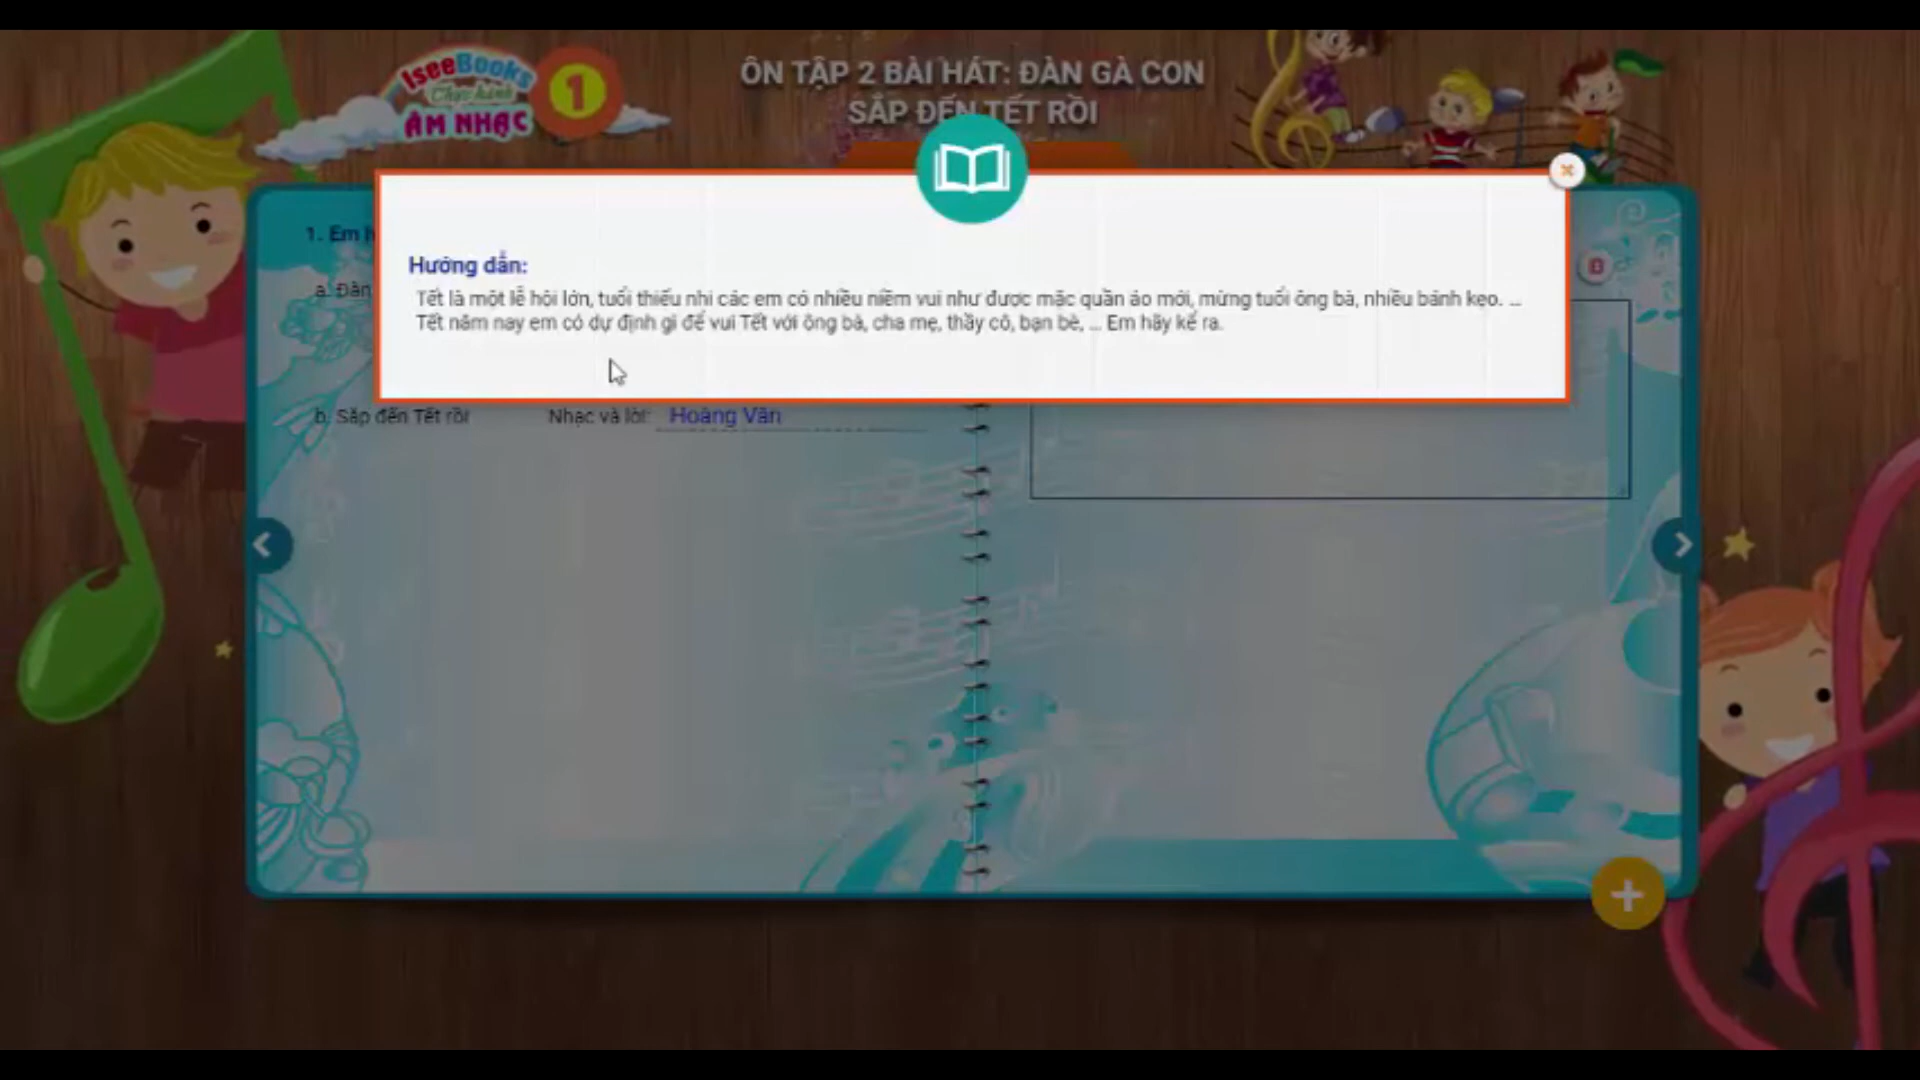 IseeBooks
Thực hành
ÂM NHẠC
1
ÔN TẬP 2 BÀI HÁT: ĐÀN GÀ CON
SẮP ĐẾN TẾT RỒI
1. Em
Hướng dẫn:
a. Đàn
Tết là một lễ hội lớn, tuổi thiếu nhi các em có nhiều niềm vui như được mặc quần áo mới, mừng tuổi ông bà, nhiều bánh kẹo. ...
Tết năm nay em có dự định gì để vui Tết với ông bà, cha mẹ, thầy cô, bạn bè, ... Em hãy kể ra.
b. Sắp đến Tết rồi Nhạc và lời: Hoàng Vân